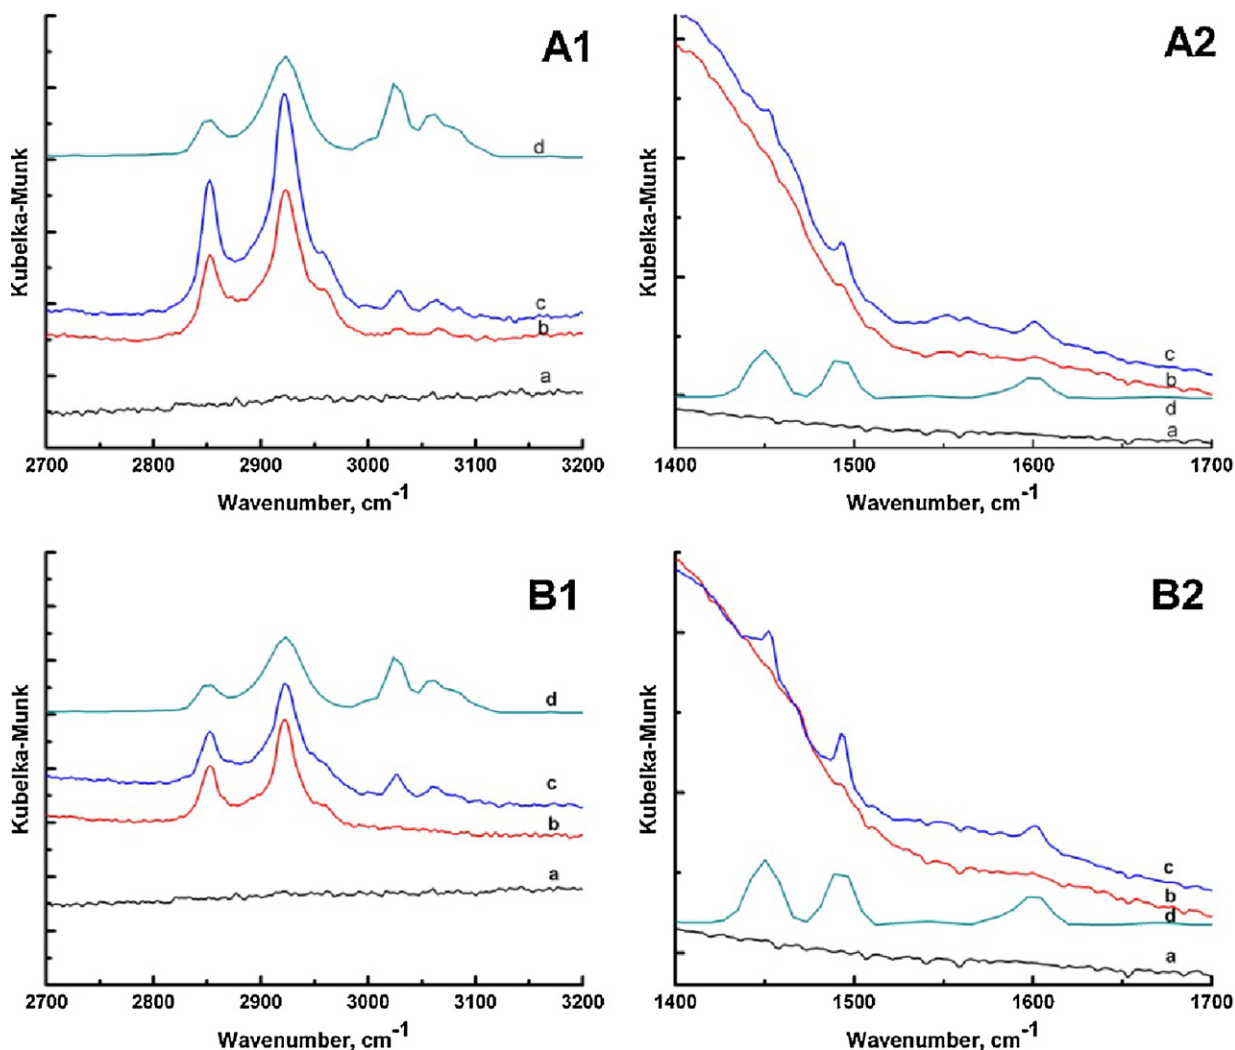 A1
Kubelka-Munk
d
c
b
a
2700 2800 2900 3000 3100 3200
Wavenumber, cm-1
A2
Kubelka-Munk
c
b
d
a
1400 1500 1600 1700
Wavenumber, cm-1
B1
Kubelka-Munk
d
c
b
a
2700 2800 2900 3000 3100 3200
Wavenumber, cm-1
B2
Kubelka-Munk
c
b
d
a
1400 1500 1600 1700
Wavenumber, cm-1